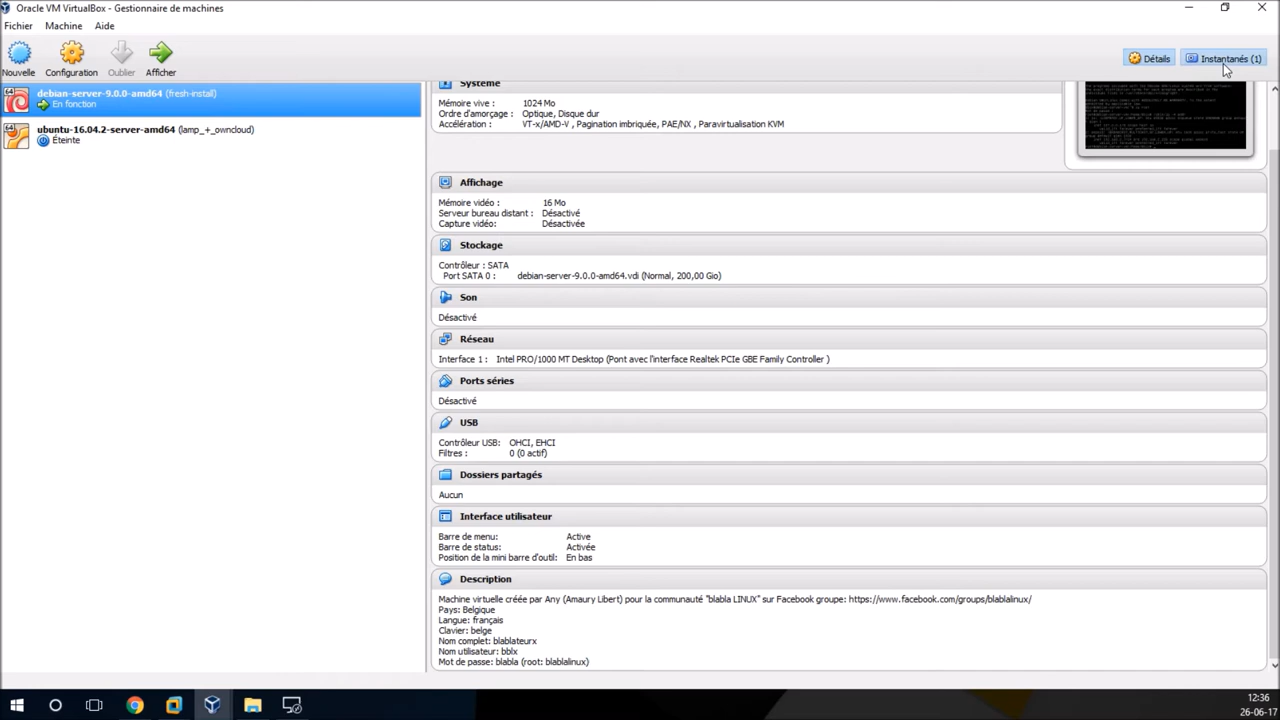 Oracle VM VirtualBox - Gestionnaire de machines
Fichier Machine Aide
Nouvelle Configuration Oublier Afficher
Détails Instantanés (1)
64 debian-server-9.0.0-amd64 (fresh-install)
En fonction
64 ubuntu-16.04.2-server-amd64 (lamp_+_owncloud)
Éteinte
Système
Mémoire vive : 1024 Mo
Ordre d'amorçage : Optique, Disque dur
Accélération : VT-x/AMD-V , Pagination imbriquée, PAE/NX , Paravirtualisation KVM
Affichage
Mémoire vidéo : 16 Mo
Serveur bureau distant : Désactivé
Capture vidéo: Désactivée
Stockage
Contrôleur : SATA
Port SATA 0 : debian-server-9.0.0-amd64.vdi (Normal, 200,00 Gio)
Son
Désactivé
Réseau
Interface 1 : Intel PRO/1000 MT Desktop (Pont avec l'interface Realtek PCIe GBE Family Controller )
Ports séries
Désactivé
USB
Contrôleur USB: OHCI, EHCI
Filtres : 0 (0 actif)
Dossiers partagés
Aucun
Interface utilisateur
Barre de menu: Active
Barre de status: Activée
Position de la mini barre d'outil: En bas
Description
Machine virtuelle créée par Any (Amaury Libert) pour la communauté "blabla LINUX" sur Facebook groupe: https://www.facebook.com/groups/blablalinux/
Pays: Belgique
Langue: français
Clavier: belge
Nom complet: blablateurx
Nom utilisateur: bblx
Mot de passe: blabla (root: blablalinux)
12:36
26-06-17